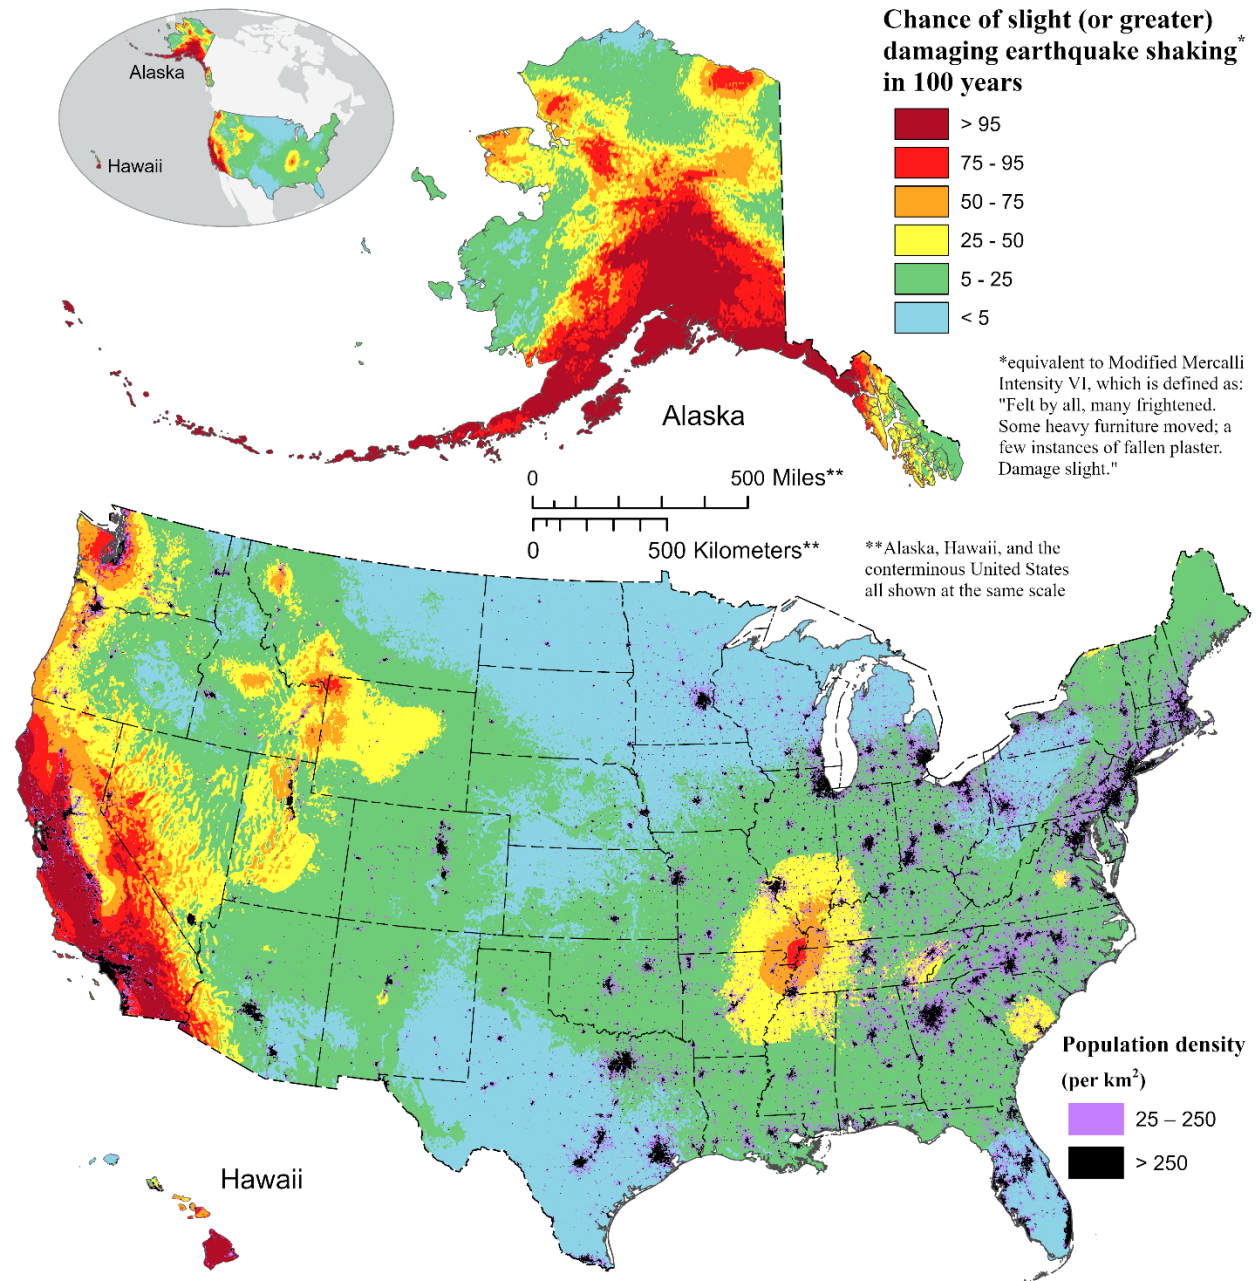 Alaska
Hawaii
Chance of slight (or greater)
damaging earthquake shaking*
in 100 years
> 95
75 - 95
50 - 75
25 - 50
5 - 25
< 5
*equivalent to Modified Mercalli
Intensity VI, which is defined as:
"Felt by all, many frightened.
Some heavy furniture moved; a
few instances of fallen plaster.
Damage slight."
Alaska
0 500 Miles**
0 500 Kilometers**
**Alaska, Hawaii, and the
conterminous United States
all shown at the same scale
Population density
(per km²)
25 – 250
> 250
Hawaii